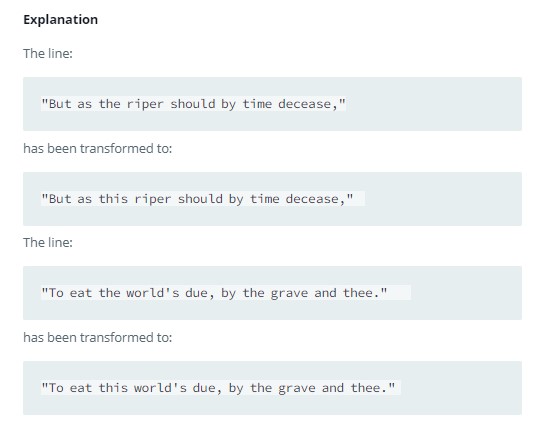 Explanation
The line:
"But as the riper should by time decease,"
has been transformed to:
"But as this riper should by time decease,"
The line:
"To eat the world's due, by the grave and thee."
has been transformed to:
"To eat this world's due, by the grave and thee."